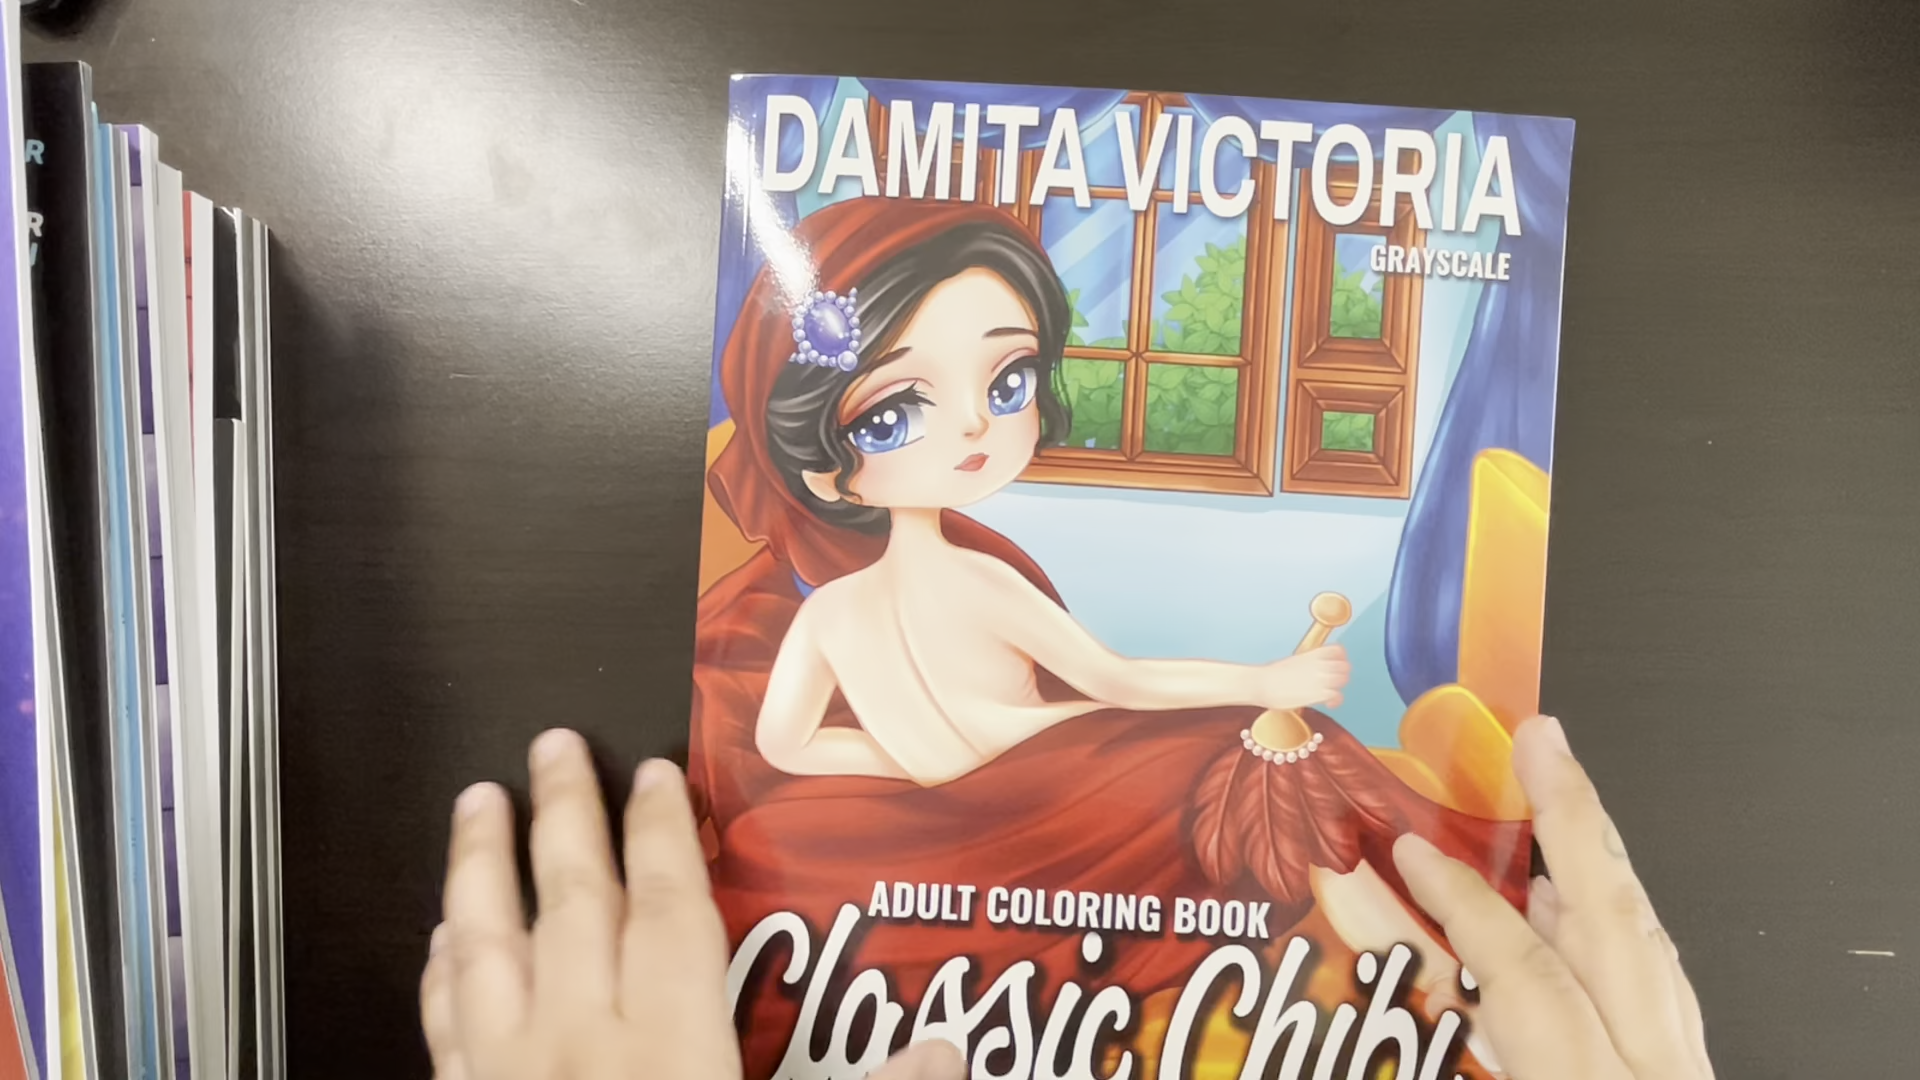 DAMITA VICTORIA
GRAYSCALE
ADULT COLORING BOOK
Classic Chibi
R
R